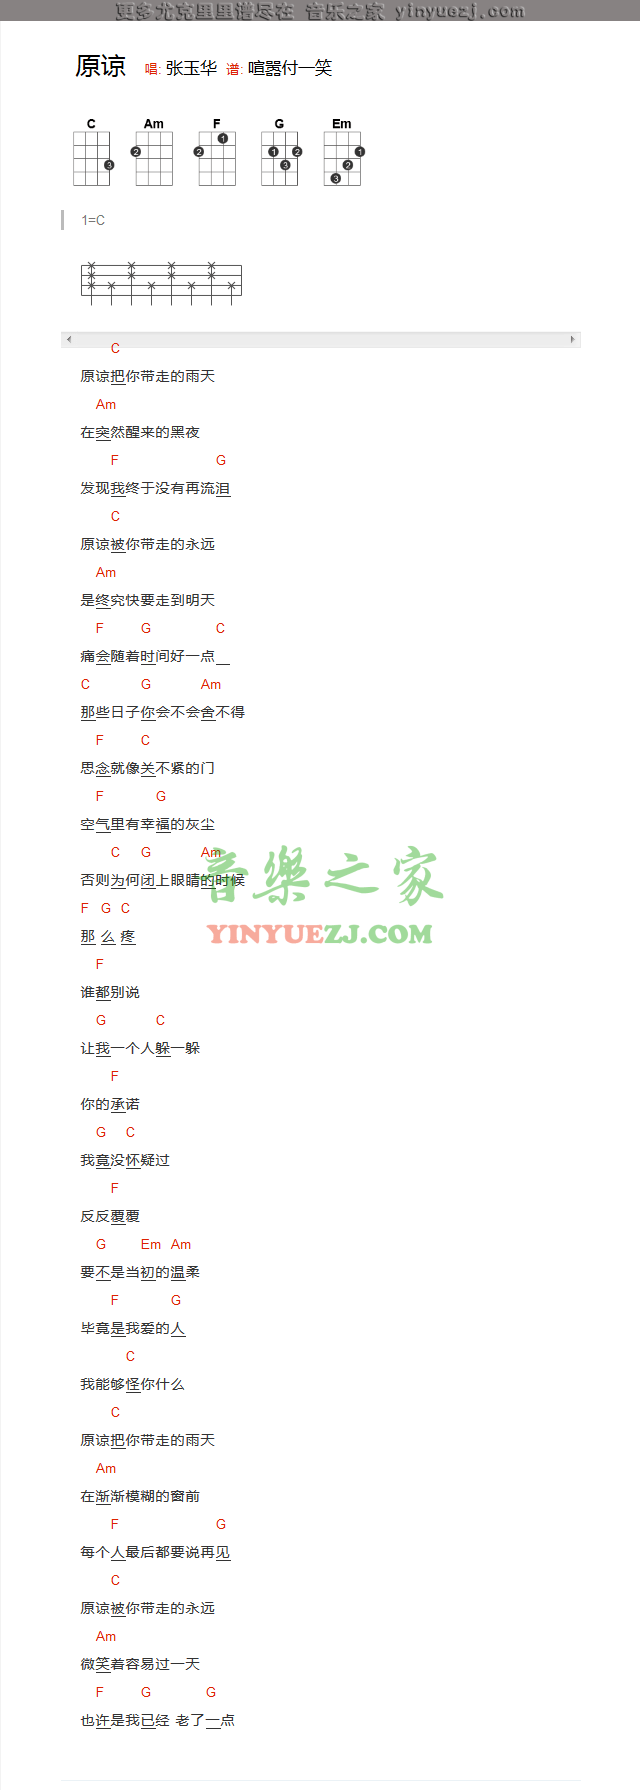 更多尤克里里谱尽在 音乐之家 yinyuezj.com
原谅 唱: 张玉华 谱: 喧嚣付一笑
C Am F G Em
3 2 1 2 1 2 3 1 2 3
1=C
C
原谅把你带走的雨天
Am
在突然醒来的黑夜
F G
发现我终于没有再流泪
C
原谅被你带走的永远
Am
是终究快要走到明天
F G C
痛会随着时间好一点
C G Am
那些日子你会不会舍不得
F C
思念就像关不紧的门
F G
空气里有幸福的灰尘
C G Am
否则为何闭上眼睛的时候
F G C
那 么 疼
F
谁都别说
G C
让我一个人躲一躲
F
你的承诺
G C
我竟没怀疑过
F
反反覆覆
G Em Am
要不是当初的温柔
F G
毕竟是我爱的人
C
我能够怪你什么
C
原谅把你带走的雨天
Am
在渐渐模糊的窗前
F G
每个人最后都要说再见
C
原谅被你带走的永远
Am
微笑着容易过一天
F G G
也许是我已经 老了一点
音樂之家
YINYUEZJ.COM